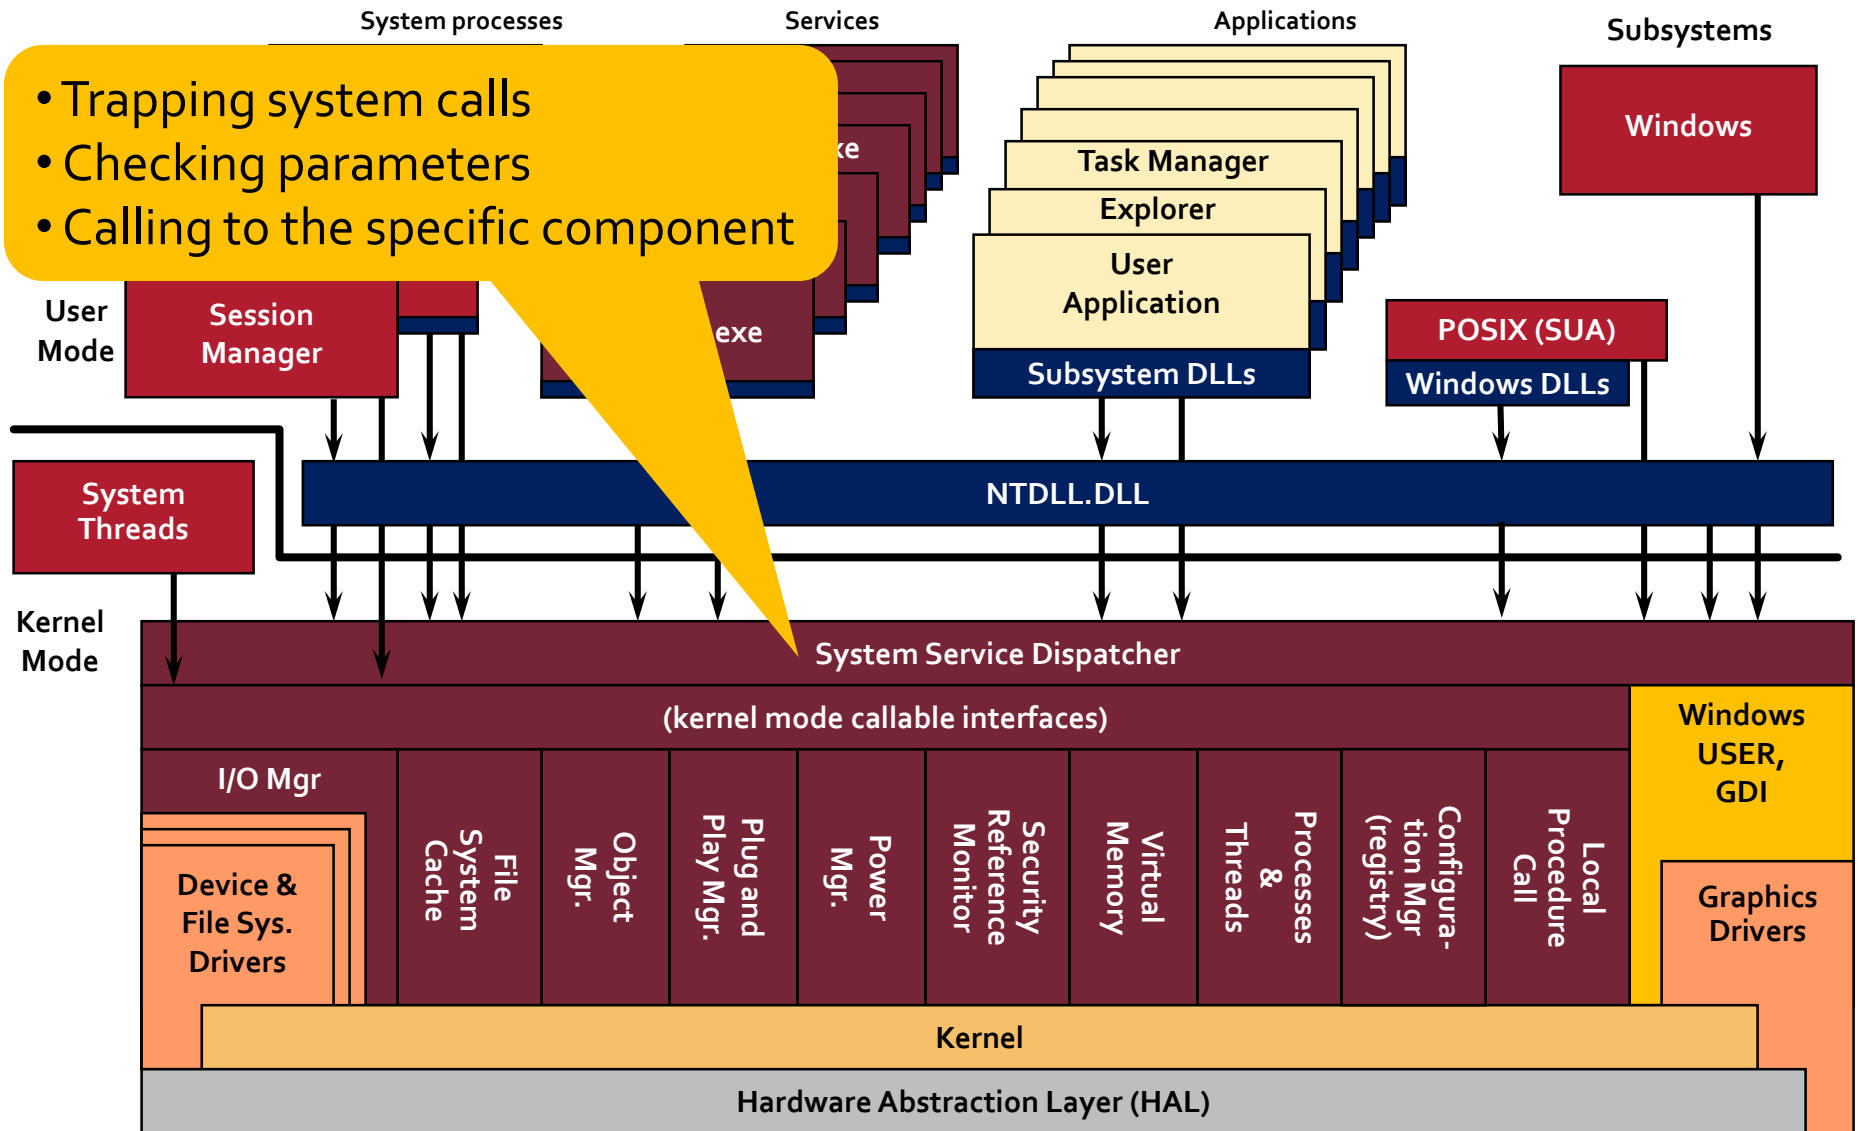 System processes
Services
Applications
Subsystems
• Trapping system calls
• Checking parameters
• Calling to the specific component
Windows
Task Manager
Explorer
User
Application
Subsystem DLLs
User
Mode
Session
Manager
exe
POSIX (SUA)
Windows DLLs
System
Threads
NTDLL.DLL
Kernel
Mode
System Service Dispatcher
(kernel mode callable interfaces)
Windows
USER,
GDI
I/O Mgr
Device &
File Sys.
Drivers
File
System
Cache
Object
Mgr.
Plug and
Play Mgr.
Power
Mgr.
Security
Reference
Monitor
Virtual
Memory
Processes
&
Threads
Configura-
tion Mgr
(registry)
Local
Procedure
Call
Graphics
Drivers
Kernel
Hardware Abstraction Layer (HAL)